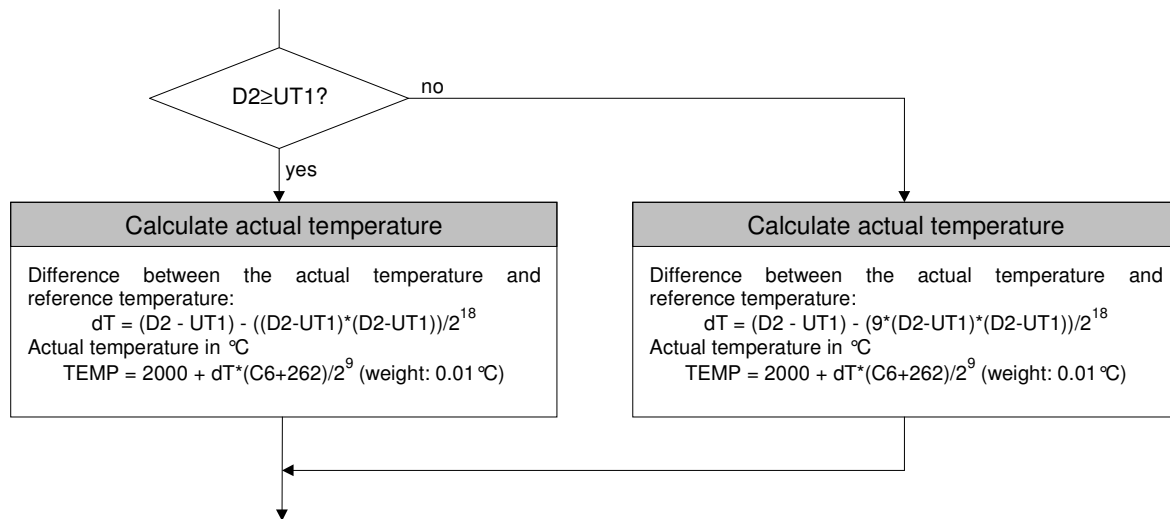 D2≥UT1?
no
yes
Calculate actual temperature
Difference between the actual temperature and
reference temperature:
dT = (D2 - UT1) - ((D2-UT1)*(D2-UT1))/2^18
Actual temperature in °C
TEMP = 2000 + dT*(C6+262)/2^9 (weight: 0.01°C)
Calculate actual temperature
Difference between the actual temperature and
reference temperature:
dT = (D2 - UT1) - (9*(D2-UT1)*(D2-UT1))/2^18
Actual temperature in °C
TEMP = 2000 + dT*(C6+262)/2^9 (weight: 0.01°C)